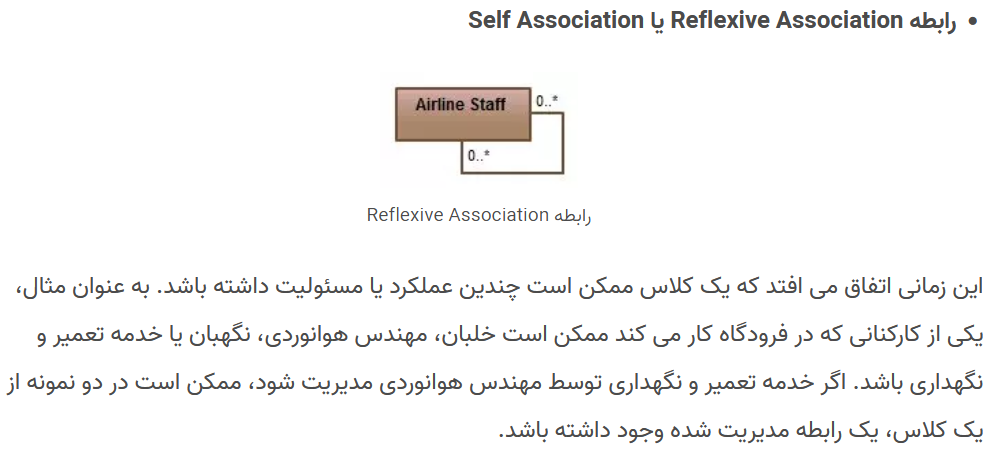 • رابطه Reflexive Association یا Self Association
Airline Staff
0..*
0..*
رابطه Reflexive Association
این زمانی اتفاق می افتد که یک کلاس ممکن است چندین عملکرد یا مسئولیت داشته باشد. به عنوان مثال،
یکی از کارکنانی که در فرودگاه کار می کند ممکن است خلبان، مهندس هوانوردی، نگهبان یا خدمه تعمیر و
نگهداری باشد. اگر خدمه تعمیر و نگهداری توسط مهندس هوانوردی مدیریت شود، ممکن است در دو نمونه از
یک کلاس، یک رابطه مدیریت شده وجود داشته باشد.